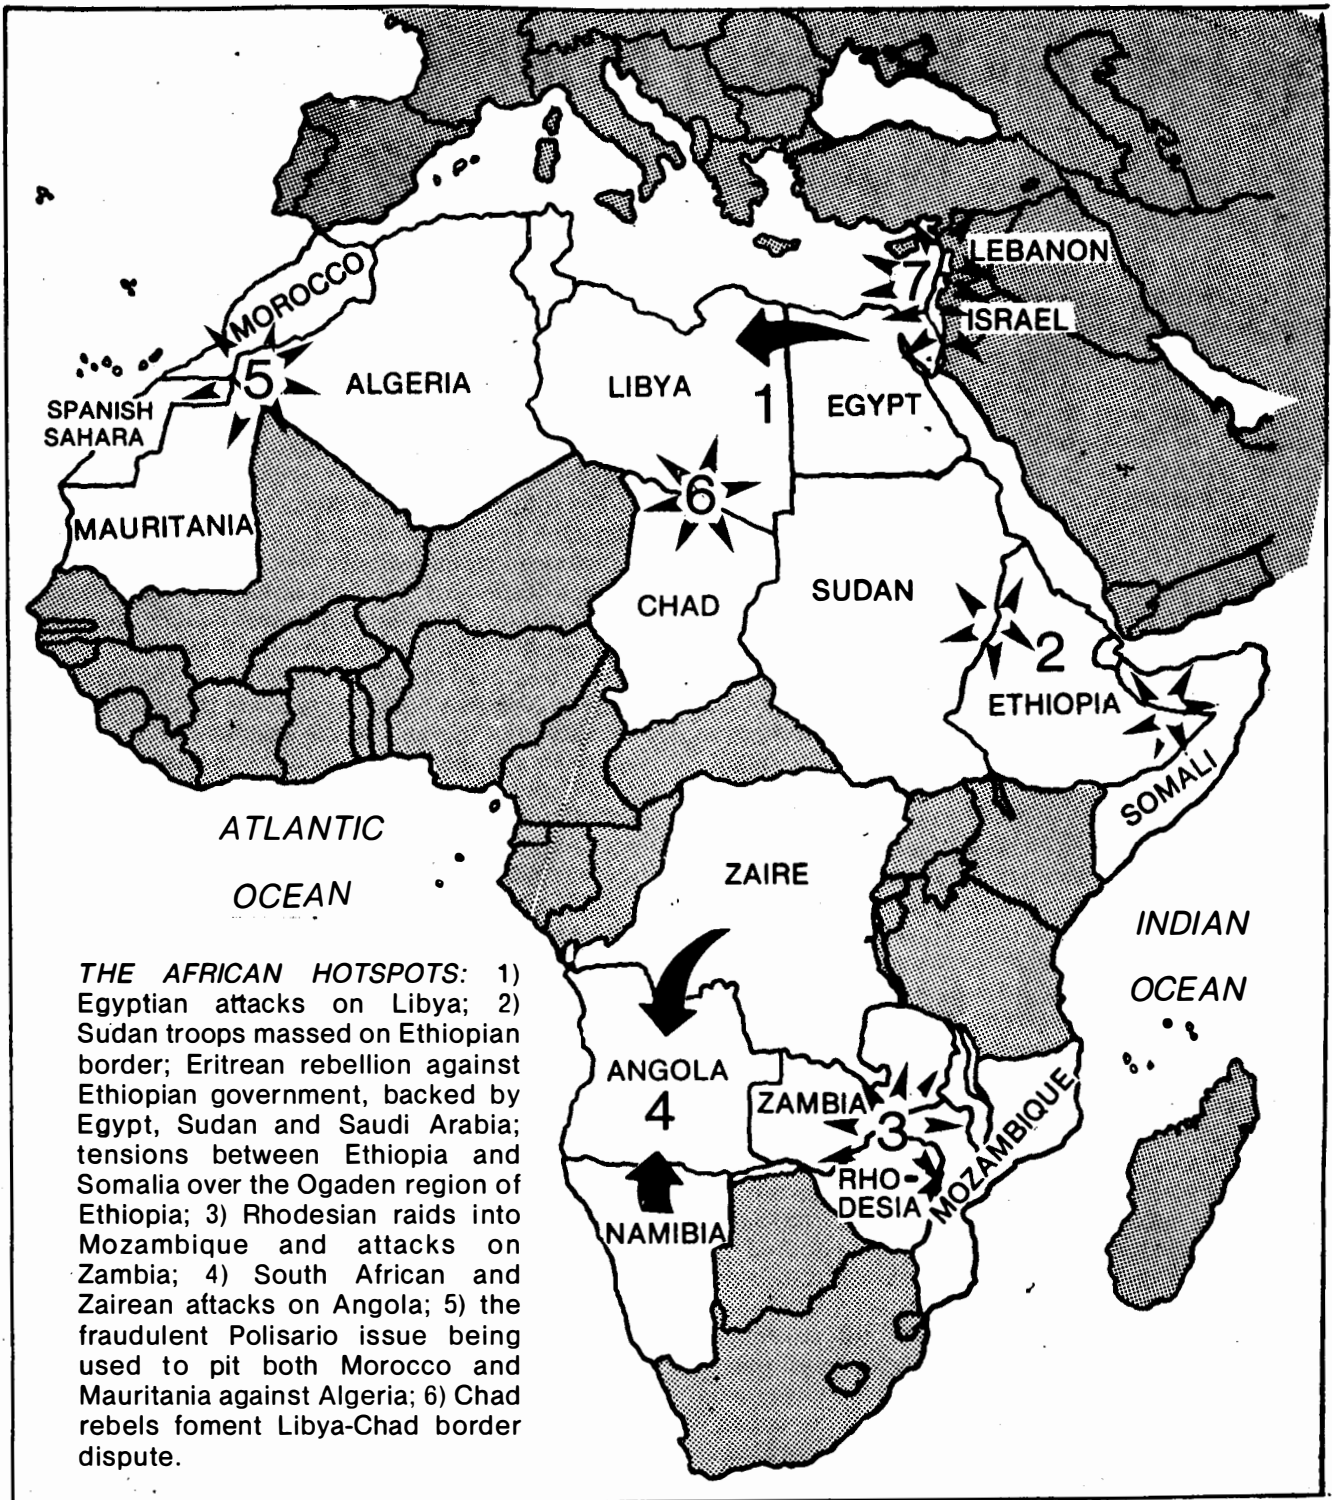 LEBANON
7
ISRAEL
MOROCCO
5
ALGERIA
LIBYA
1
EGYPT
SPANISH
SAHARA
6
MAURITANIA
CHAD
SUDAN
2
ETHIOPIA
SOMALI
ATLANTIC
OCEAN
ZAIRE
INDIAN
OCEAN
ANGOLA
4
ZAMBIA
3
MOZAMBIQUE
RHO-
DESIA
NAMIBIA
THE AFRICAN HOTSPOTS: 1)
Egyptian attacks on Libya; 2)
Sudan troops massed on Ethiopian
border; Eritrean rebellion against
Ethiopian government, backed by
Egypt, Sudan and Saudi Arabia;
tensions between Ethiopia and
Somalia over the Ogaden region of
Ethiopia; 3) Rhodesian raids into
Mozambique and attacks on
Zambia; 4) South African and
Zairean attacks on Angola; 5) the
fraudulent Polisario issue being
used to pit both Morocco and
Mauritania against Algeria; 6) Chad
rebels foment Libya-Chad border
dispute.